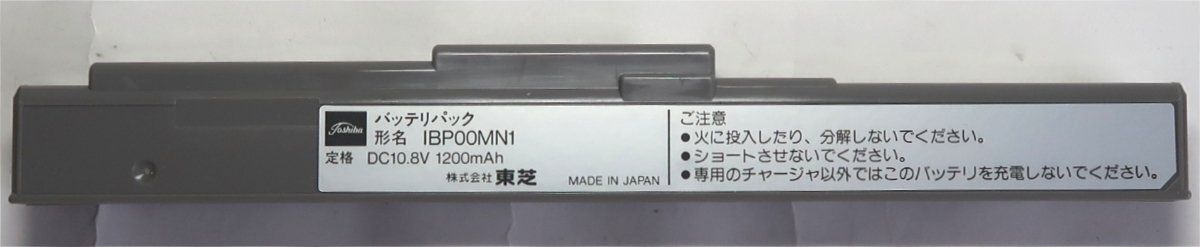 Toshiba
バッテリパック
形名 IBP00MN1
定格 DC10.8V 1200mAh
株式会社 東芝 MADE IN JAPAN
ご注意
●火に投入したり、分解しないでください。
●ショートさせないでください。
●専用のチャージャ以外ではこのバッテリを充電しないでください。